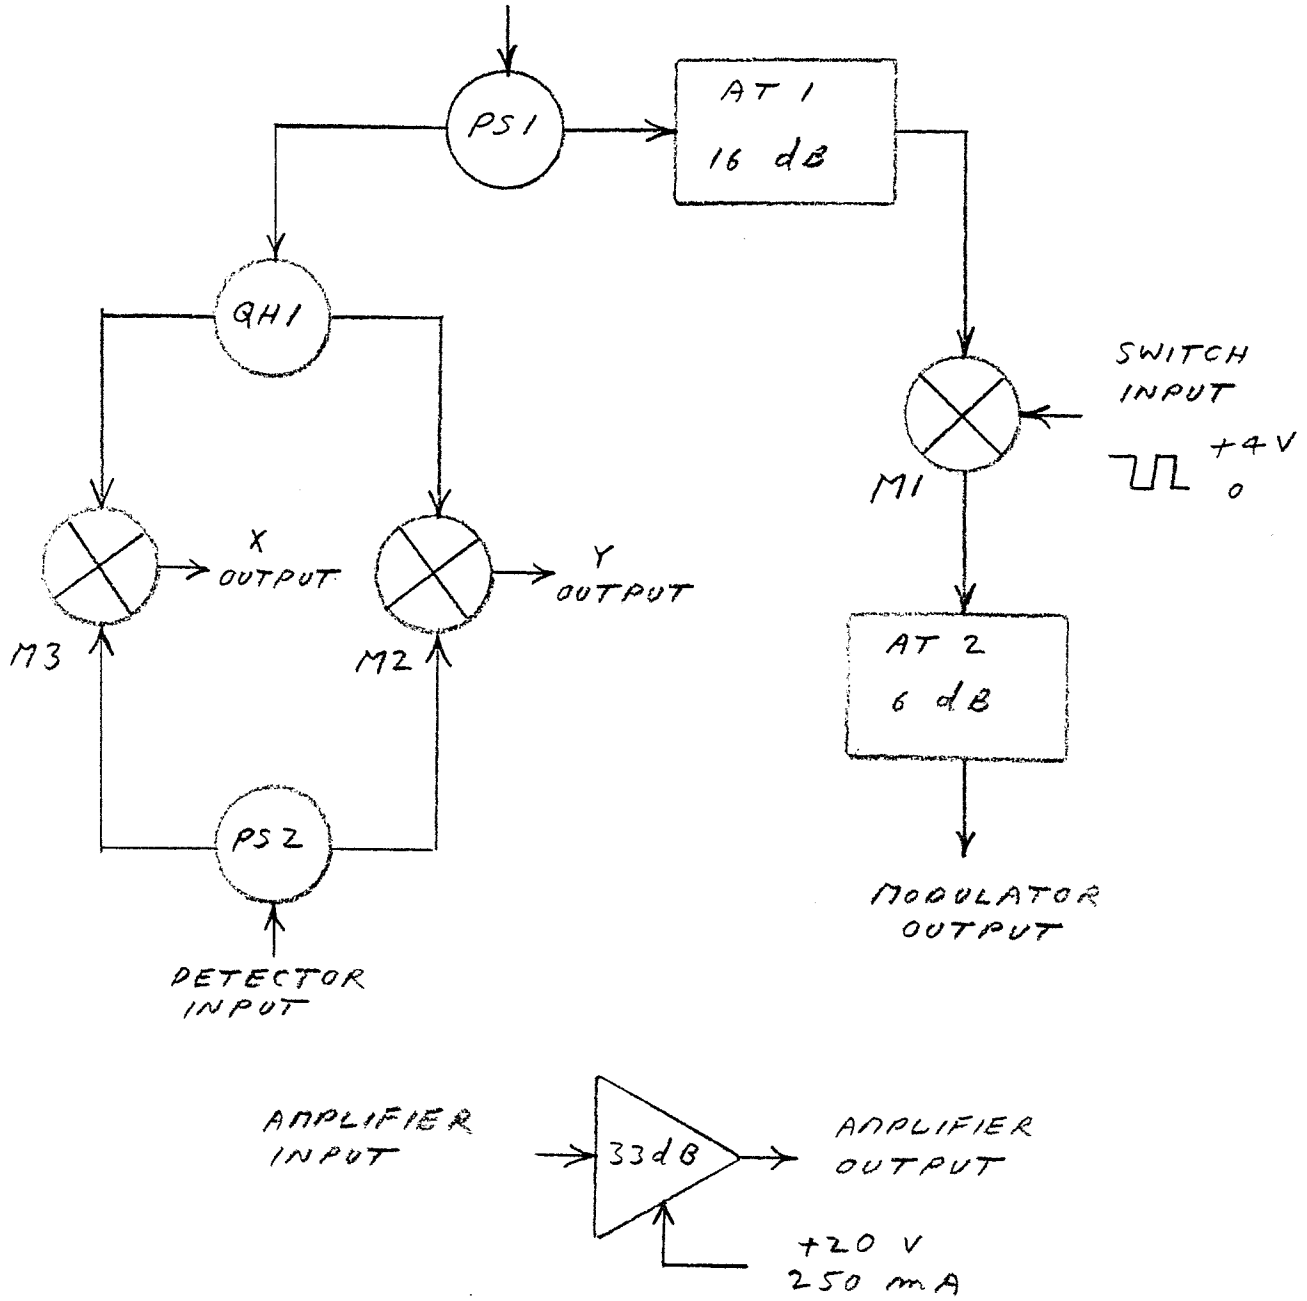 PS1
AT 1
16 dB
QH1
SWITCH
INPUT
+4 V
0
M1
X
OUTPUT
Y
OUTPUT
M3
M2
AT 2
6 dB
PS2
MODULATOR
OUTPUT
DETECTOR
INPUT
AMPLIFIER
INPUT
33dB
AMPLIFIER
OUTPUT
+20 V
250 mA